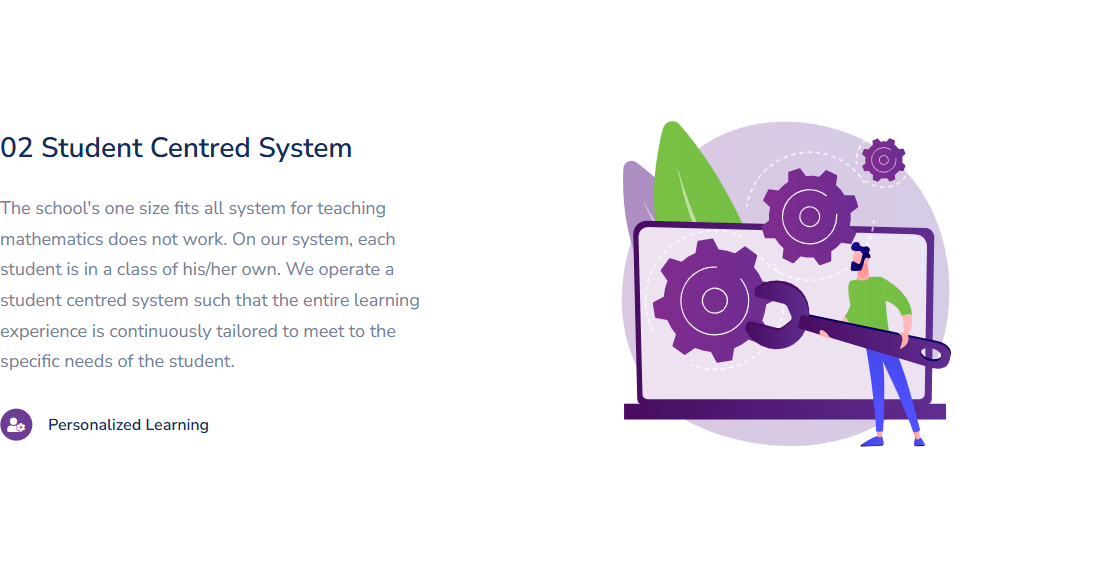 02 Student Centred System
The school's one size fits all system for teaching
mathematics does not work. On our system, each
student is in a class of his/her own. We operate a
student centred system such that the entire learning
experience is continuously tailored to meet to the
specific needs of the student.
Personalized Learning